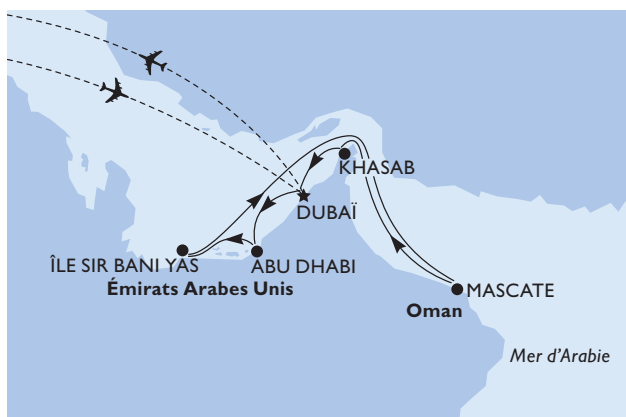 KHASAB
DUBAÏ
ÎLE SIR BANI YAS
ABU DHABI
Émirats Arabes Unis
MASCATE
Oman
Mer d'Arabie